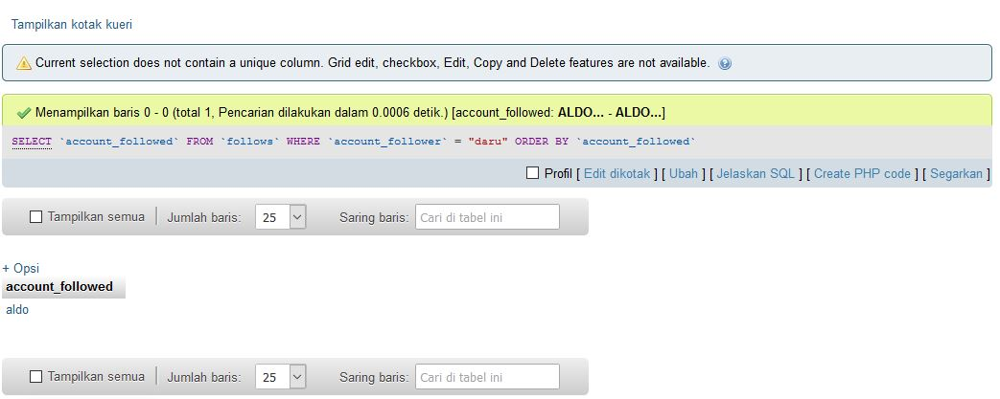 Tampilkan kotak kueri
Current selection does not contain a unique column. Grid edit, checkbox, Edit, Copy and Delete features are not available.
Menampilkan baris 0 - 0 (total 1, Pencarian dilakukan dalam 0.0006 detik.) [account_followed: ALDO... - ALDO...]
SELECT `account_followed` FROM `follows` WHERE `account_follower` = "daru" ORDER BY `account_followed`
Profil [ Edit dikotak ] [ Ubah ] [ Jelaskan SQL ] [ Create PHP code ] [ Segarkan ]
Tampilkan semua Jumlah baris: 25 Saring baris: Cari di tabel ini
+ Opsi
account_followed
aldo
Tampilkan semua Jumlah baris: 25 Saring baris: Cari di tabel ini